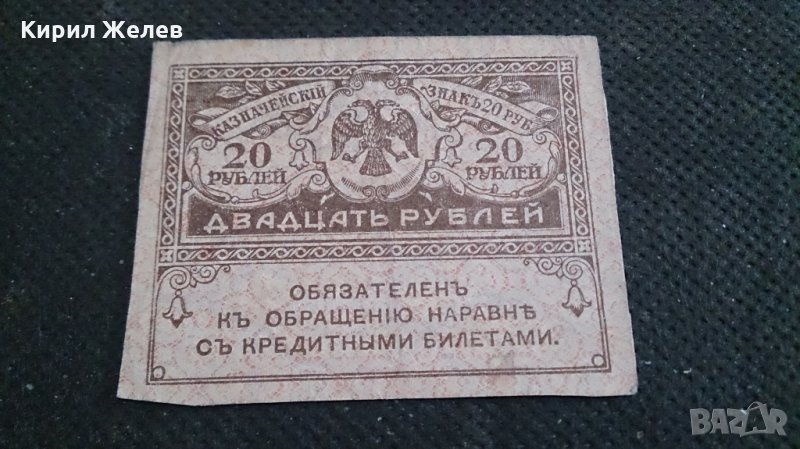 Кирил Желев
КАЗНАЧЕЙСКІЙ ЗНАКЪ 20 РУБ.
20 РУБЛЕЙ
20 РУБЛЕЙ
ДВАДЦАТЬ РУБЛЕЙ
ОБЯЗАТЕЛЕНЪ
КЪ ОБРАЩЕНІЮ НАРАВНѢ
СЪ КРЕДИТНЫМИ БИЛЕТАМИ.
BAZAR